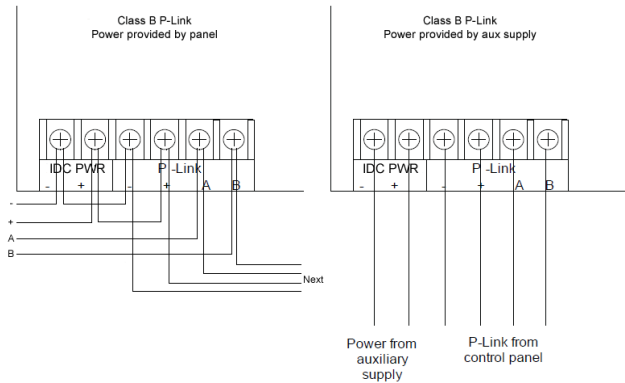 Class B P-Link
Power provided by panel
IDC PWR P -Link
- + - + A B
-
+
A
B
Next
Class B P-Link
Power provided by aux supply
IDC PWR P -Link
- + - + A B
Power from
auxiliary
supply
P-Link from
control panel